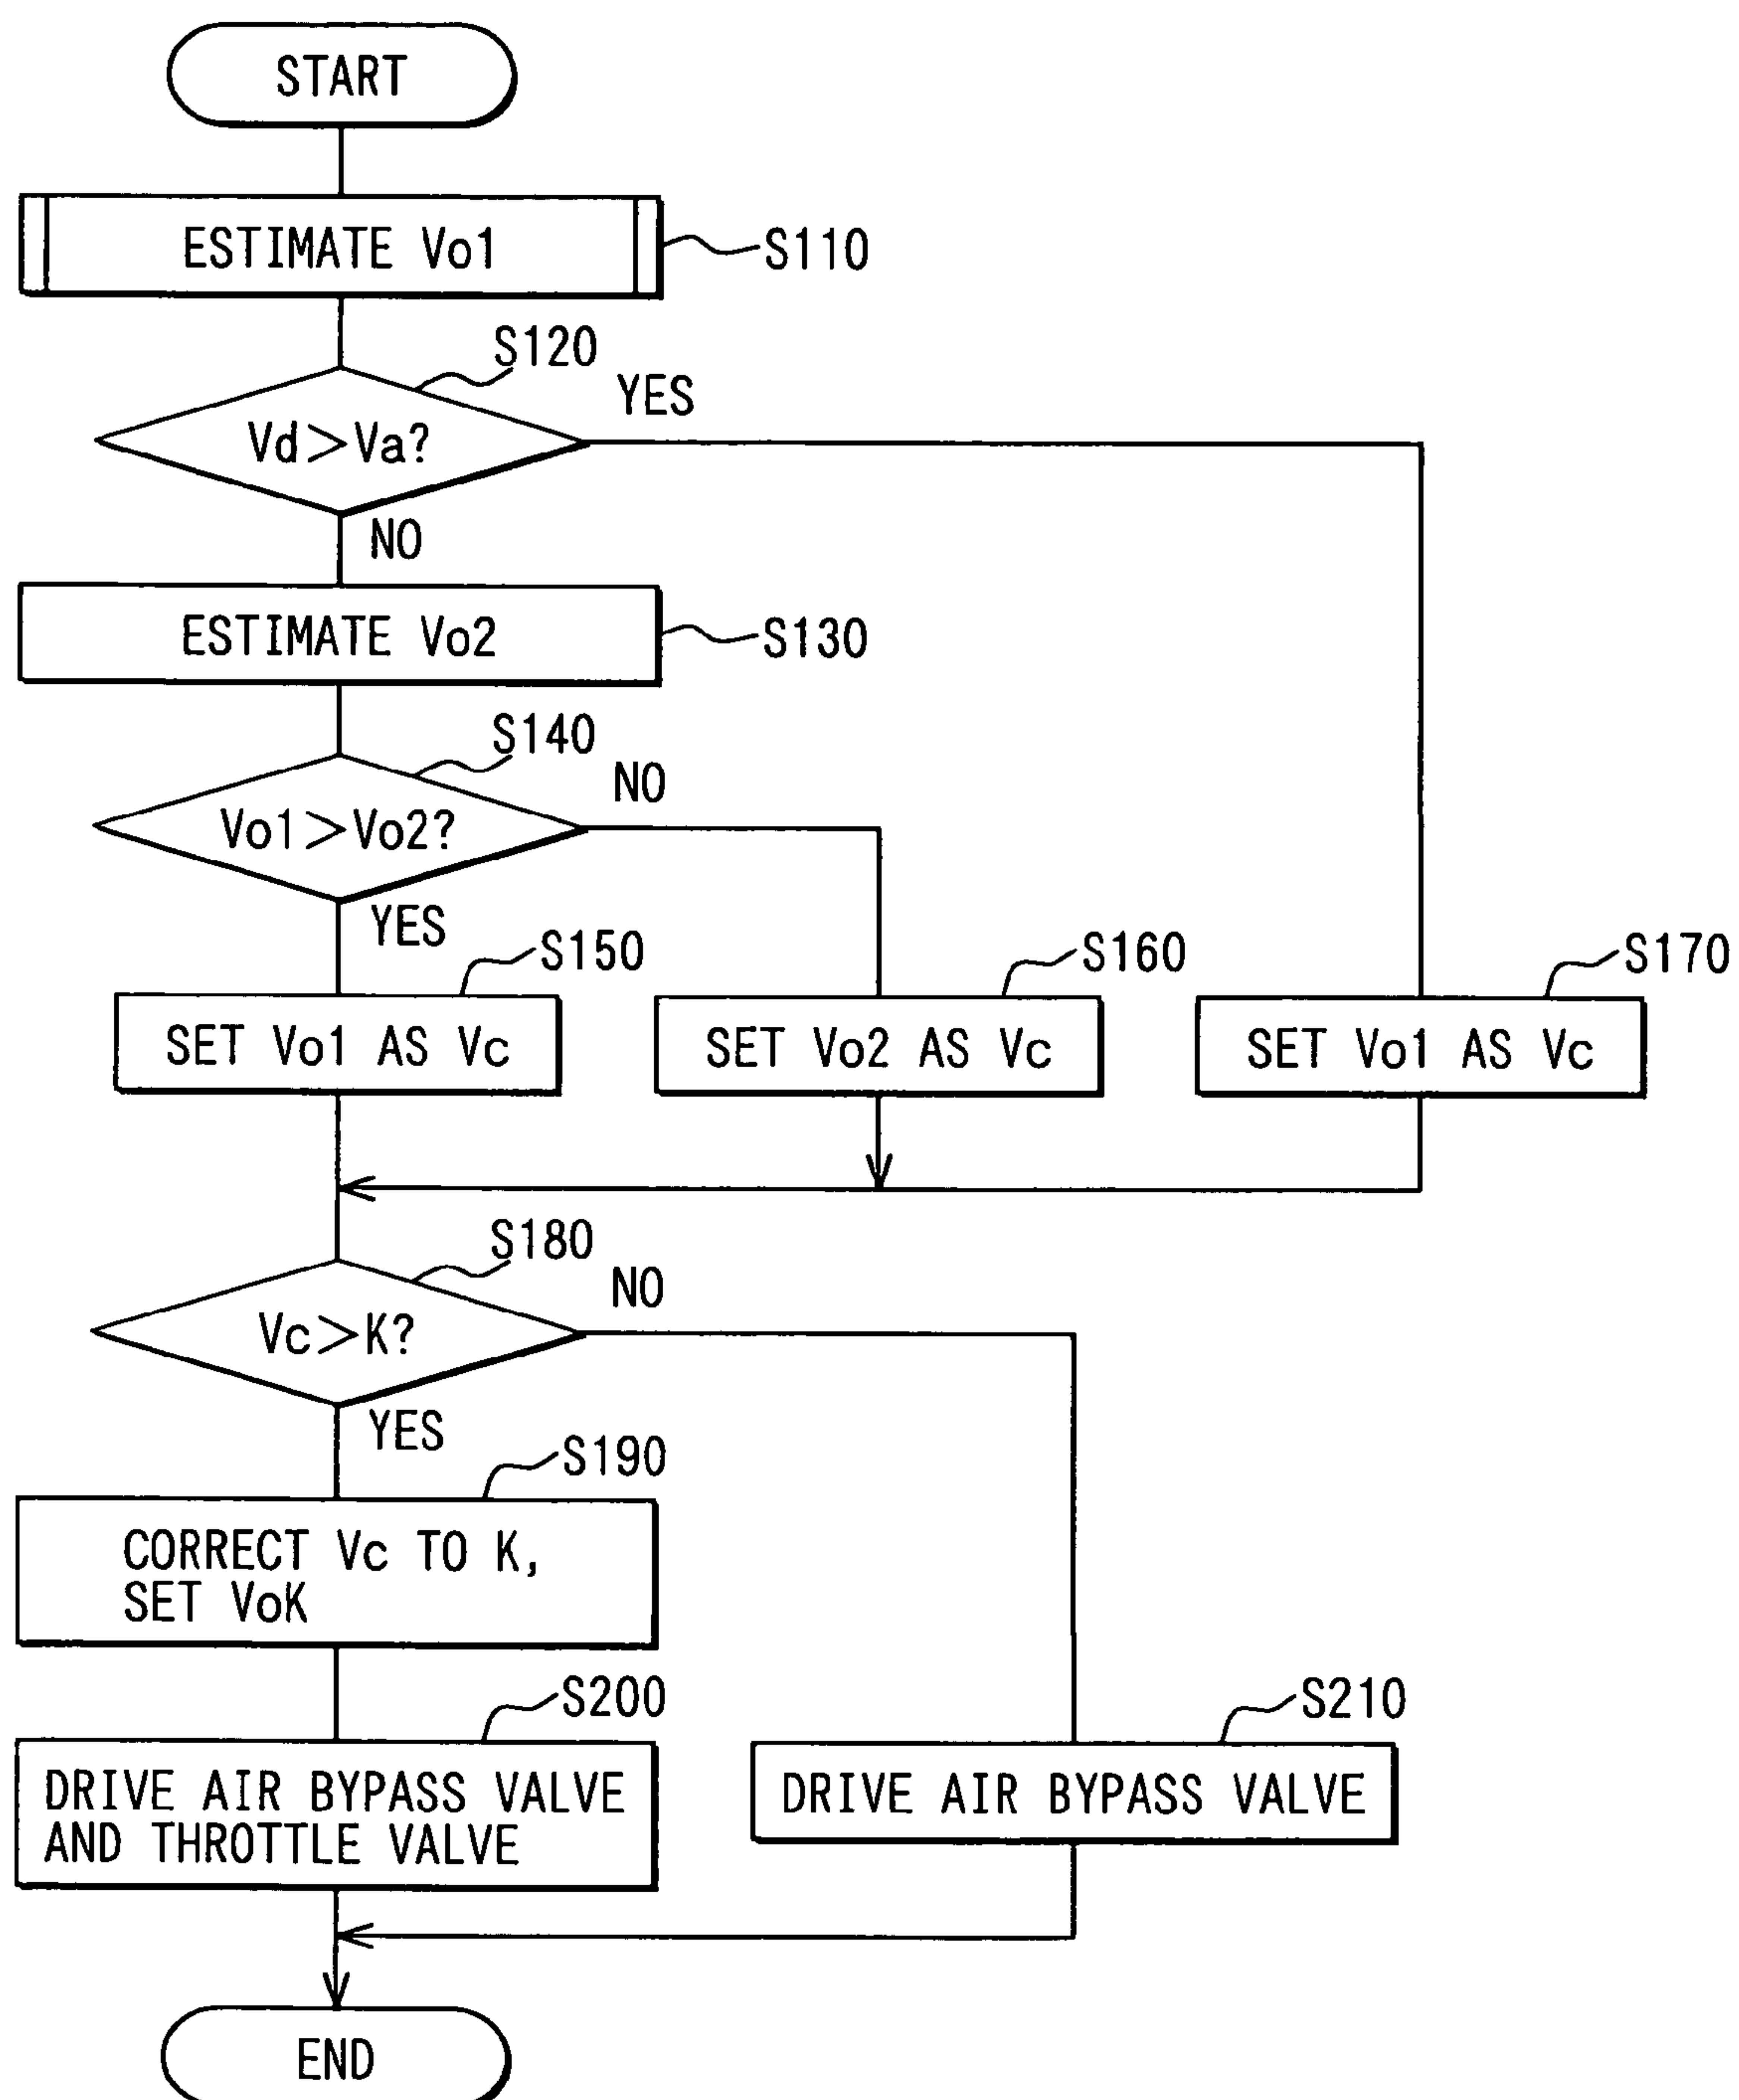 START
ESTIMATE Vo1
S110
S120
YES
Vd>Va?
NO
ESTIMATE Vo2
S130
S140
NO
Vo1>Vo2?
YES
S150
S160
S170
SET Vo1 AS Vc
SET Vo2 AS Vc
SET Vo1 AS Vc
S180
NO
Vc>K?
YES
S190
CORRECT Vc TO K,
SET VoK
S200
S210
DRIVE AIR BYPASS VALVE
AND THROTTLE VALVE
DRIVE AIR BYPASS VALVE
END